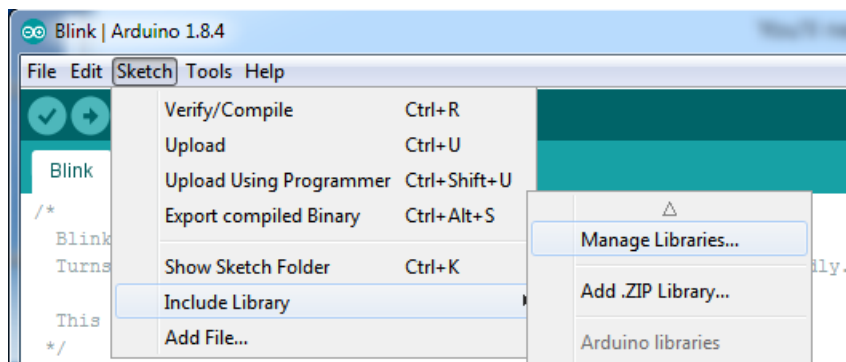 Blink | Arduino 1.8.4
File Edit Sketch Tools Help
Verify/Compile Ctrl+R
Upload Ctrl+U
Blink
Upload Using Programmer Ctrl+Shift+U
Export compiled Binary Ctrl+Alt+S
/*
Blink
Turns
This
*/
Show Sketch Folder Ctrl+K
Include Library
Add File...
Manage Libraries...
Add .ZIP Library...
Arduino libraries
dly.